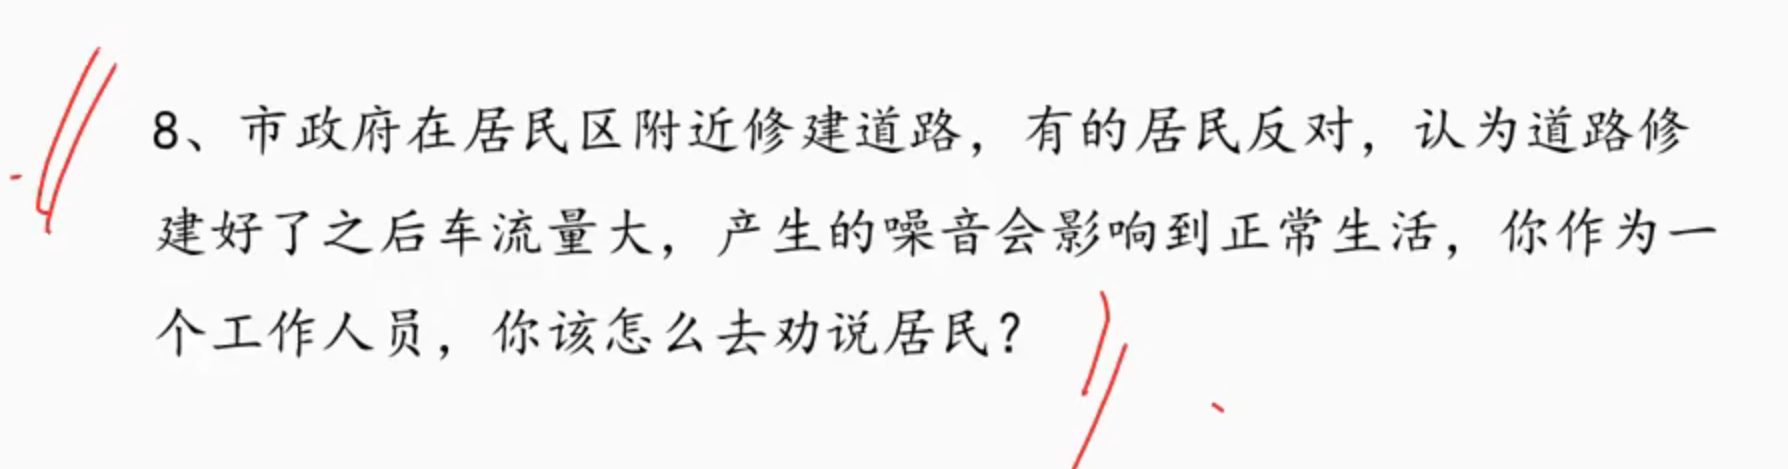 8、市政府在居民区附近修建道路，有的居民反对，认为道路修
建好了之后车流量大，产生的噪音会影响到正常生活，你作为一
个工作人员，你该怎么去劝说居民？